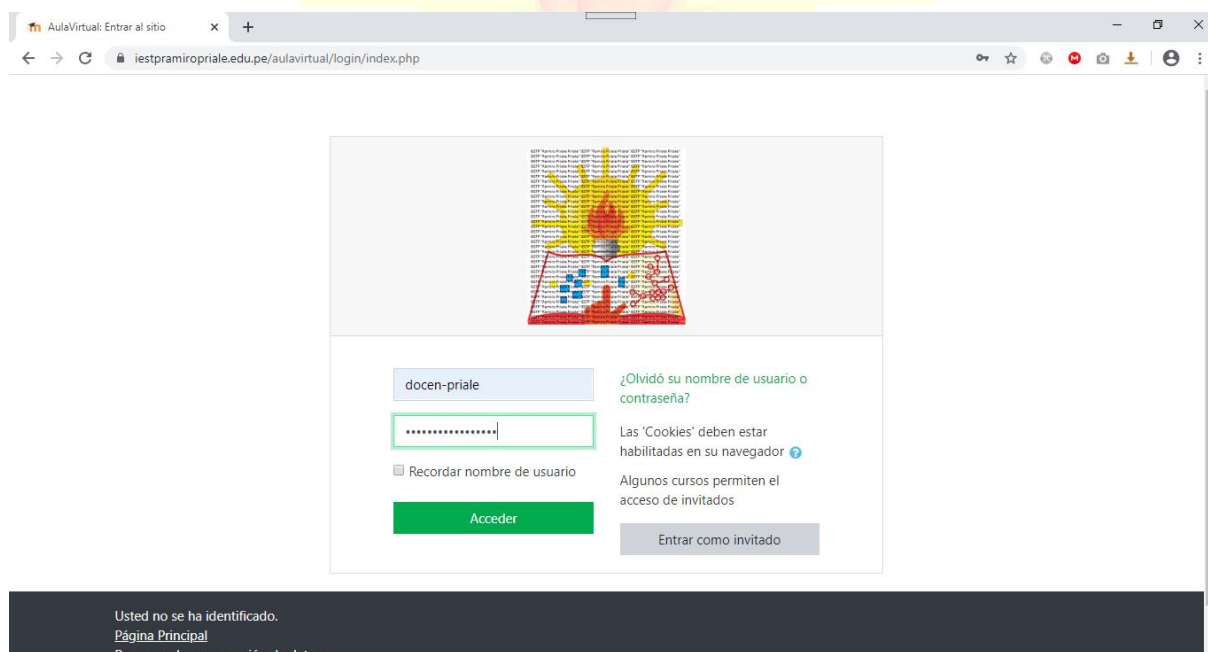 AulaVirtual: Entrar al sitio
iestpramiropriale.edu.pe/aulavirtual/login/index.php
docen-priale
•••••••••••••••••
Recordar nombre de usuario
Acceder
¿Olvidó su nombre de usuario o
contraseña?
Las 'Cookies' deben estar
habilitadas en su navegador
Algunos cursos permiten el
acceso de invitados
Entrar como invitado
Usted no se ha identificado.
Página Principal